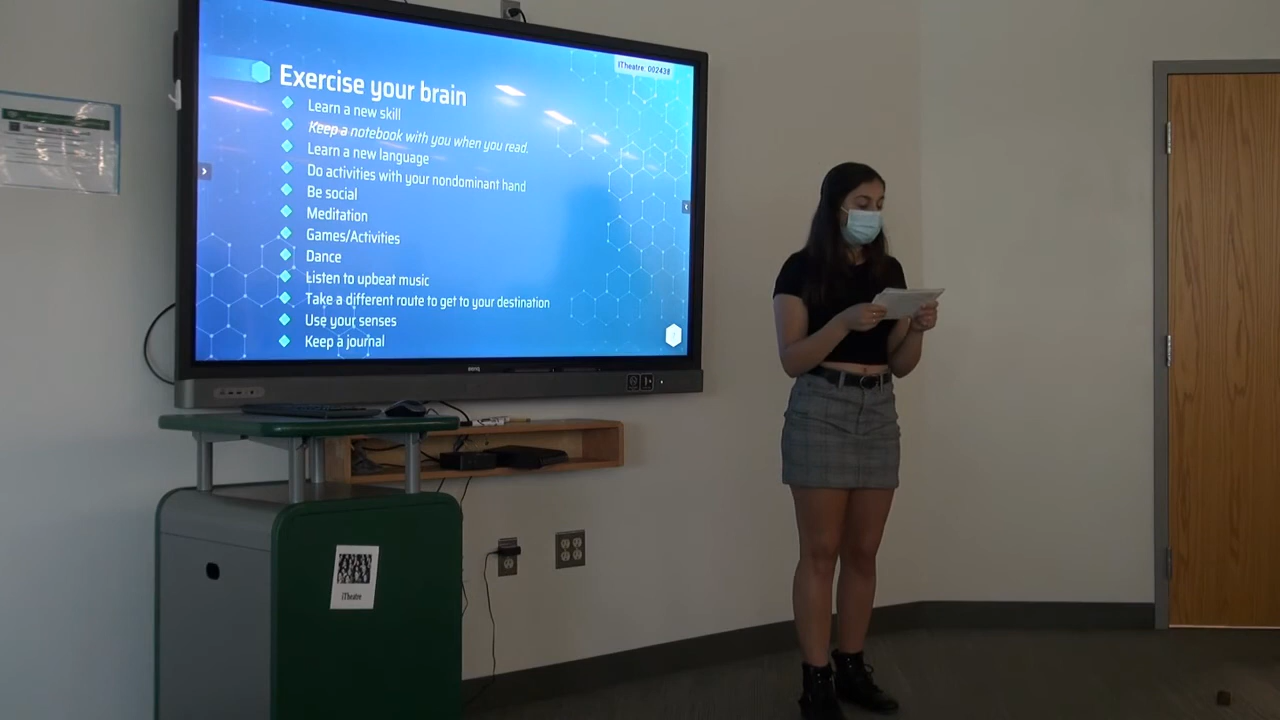 ITheatre: 002438
Exercise your brain
Learn a new skill
Keep a notebook with you when you read.
Learn a new language
Do activities with your nondominant hand
Be social
Meditation
Games/Activities
Dance
Listen to upbeat music
Take a different route to get to your destination
Use your senses
Keep a journal
BenQ
iTheatre